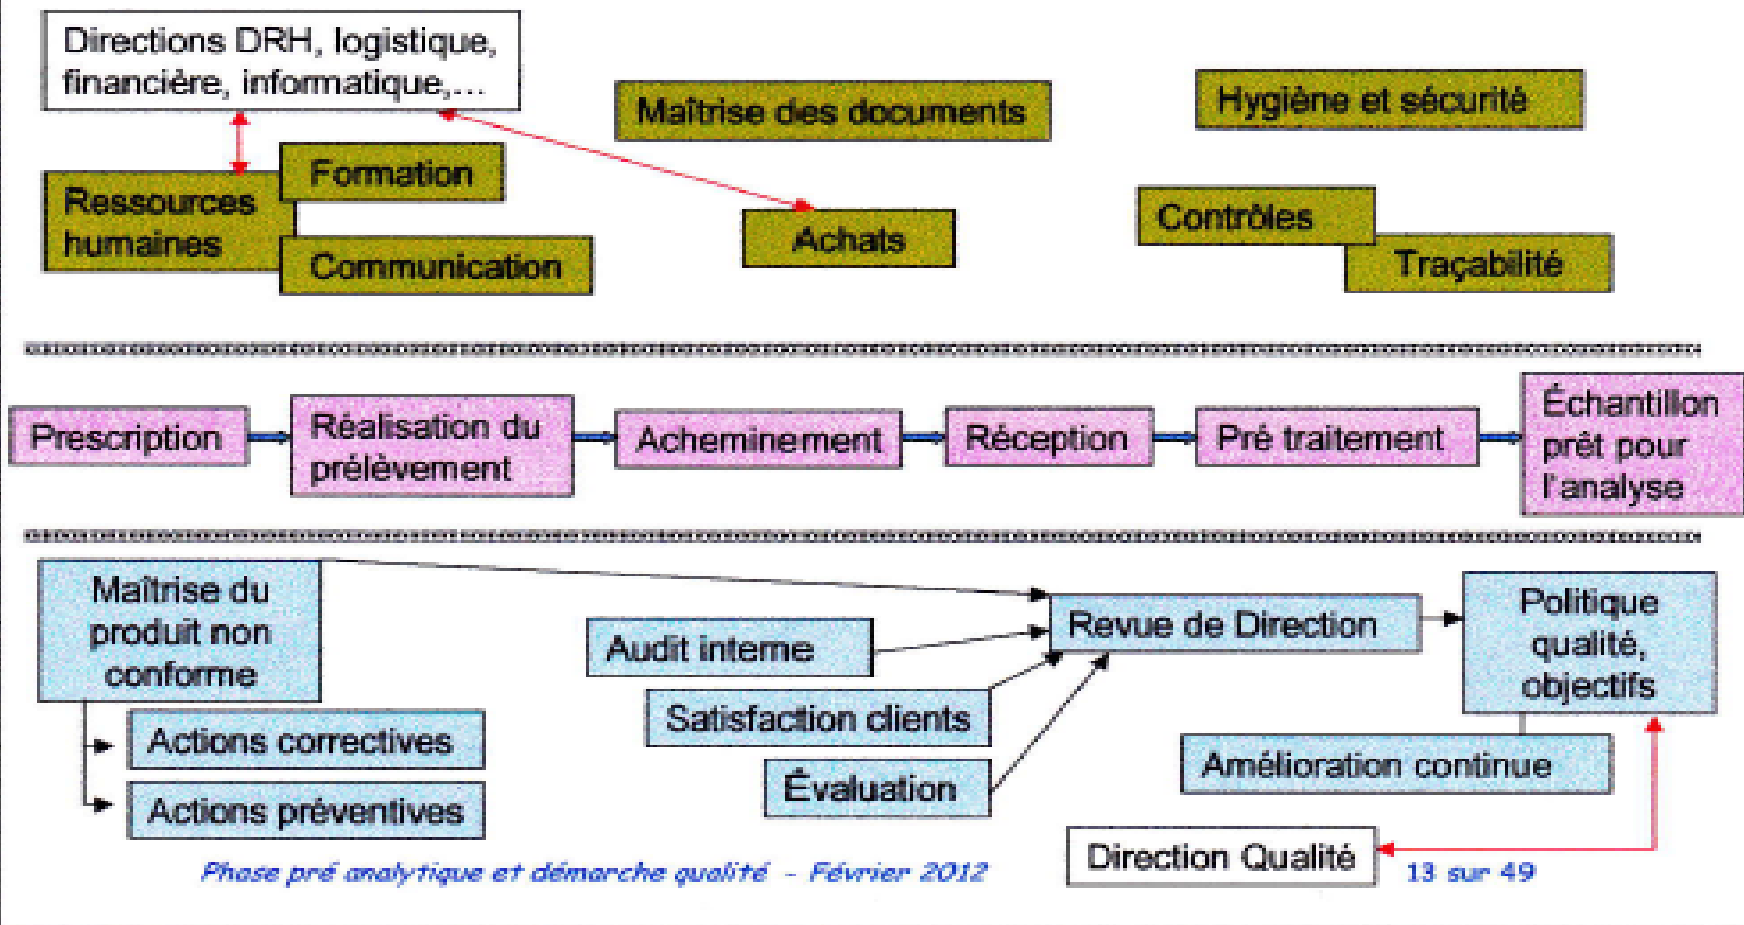 Directions DRH, logistique,
financière, informatique,...
Maîtrise des documents
Hygiène et sécurité
Formation
Ressources
humaines
Communication
Achats
Contrôles
Traçabilité
Prescription
Réalisation du
prélèvement
Acheminement
Réception
Pré traitement
Échantillon
prêt pour
l'analyse
Maîtrise du
produit non
conforme
Actions correctives
Actions préventives
Audit interne
Satisfaction clients
Évaluation
Revue de Direction
Politique
qualité,
objectifs
Amélioration continue
Direction Qualité
Phase pré analytique et démarche qualité - Février 2012
13 sur 49